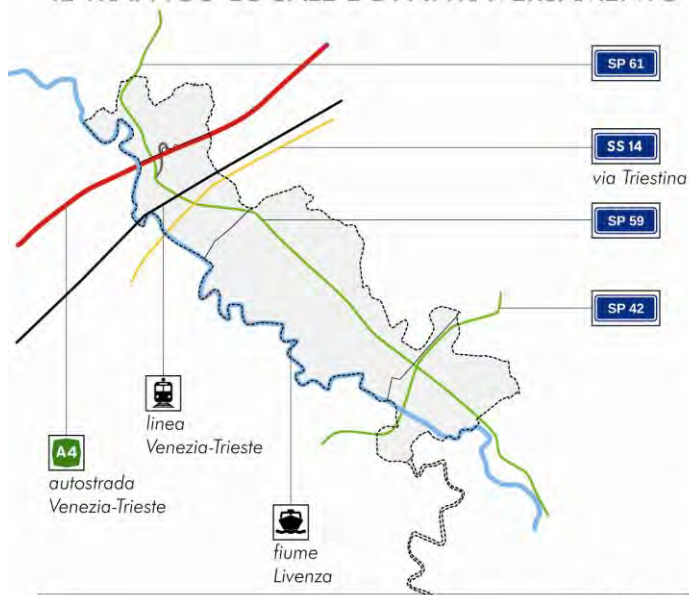 SP 61
SS 14
via Triestina
SP 59
SP 42
linea
Venezia-Trieste
A4
autostrada
Venezia-Trieste
fiume
Livenza